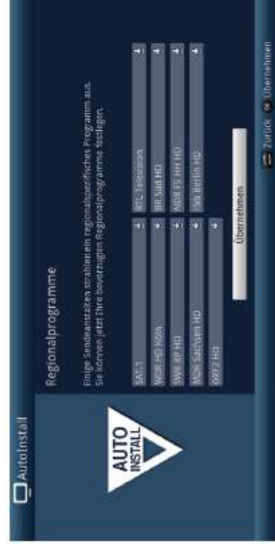 AutoInstall
Regionalprogramme
Einige Sendeanstalten strahlen ein regionalspezifisches Programm aus.
Sie können jetzt Ihre bevorzugten Regionalprogramme festlegen.
AUTO
INSTALL
SAT.1
RTL Television
WDR HD Köln
BR Süd HD
SWR RP HD
NDR FS HH HD
MDR Sachsen HD
rbb Berlin HD
ORF2 HD
Übernehmen
Zurück OK Übernehmen